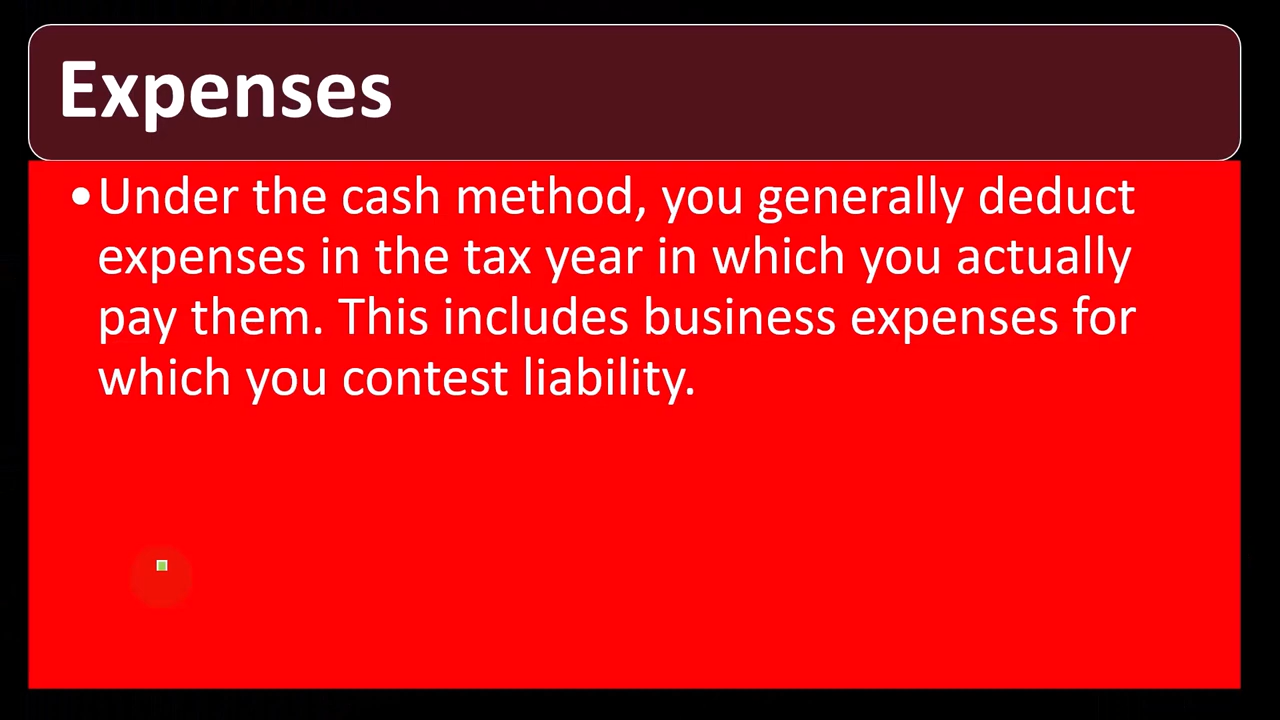 Expenses
•Under the cash method, you generally deduct
expenses in the tax year in which you actually
pay them. This includes business expenses for
which you contest liability.